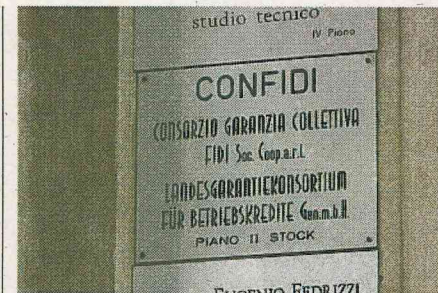 studio tecnico
IV Piano
CONFIDI
CONSORZIO GARANZIA COLLETTIVA
FIDI Soc. Coop.a.r.l.
LANDESGARANTIEKONSORTIUM
FÜR BETRIEBSKREDITE Gen.m.b.H.
PIANO II STOCK
EUGENIO FEDRIZZI